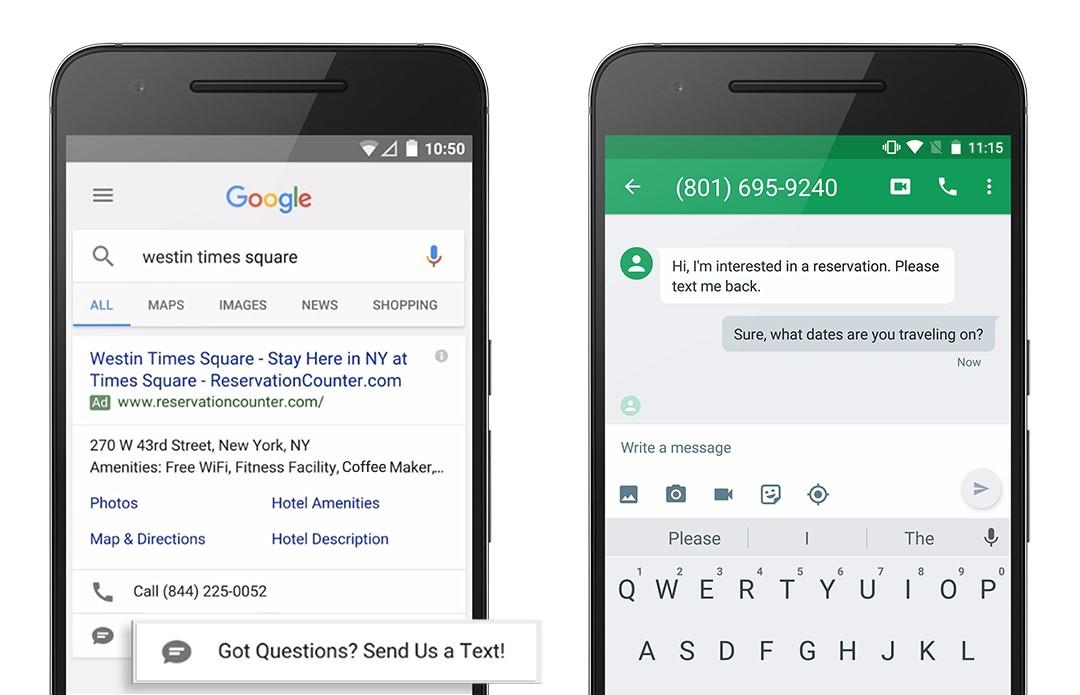 10:50
Google
westin times square
ALL MAPS IMAGES NEWS SHOPPING
Westin Times Square - Stay Here in NY at
Times Square - ReservationCounter.com
Ad www.reservationcounter.com/
270 W 43rd Street, New York, NY
Amenities: Free WiFi, Fitness Facility, Coffee Maker,...
Photos Hotel Amenities
Map & Directions Hotel Description
Call (844) 225-0052
Got Questions? Send Us a Text!
11:15
(801) 695-9240
Hi, I'm interested in a reservation. Please
text me back.
Sure, what dates are you traveling on?
Now
Write a message
Please I The
1 2 3 4 5 6 7 8 9 0
Q W E R T Y U I O P
A S D F G H J K L